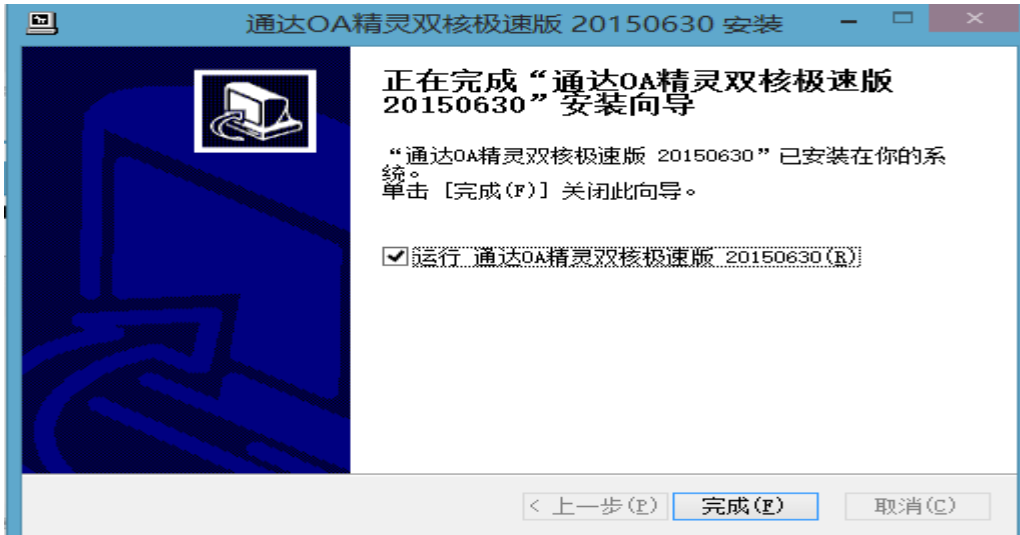 通达OA精灵双核极速版 20150630 安装
正在完成“通达OA精灵双核极速版
20150630”安装向导
“通达OA精灵双核极速版 20150630”已安装在你的系
统。
单击 [完成(F)] 关闭此向导。
运行 通达OA精灵双核极速版 20150630(R)
< 上一步(P) 完成(F) 取消(C)